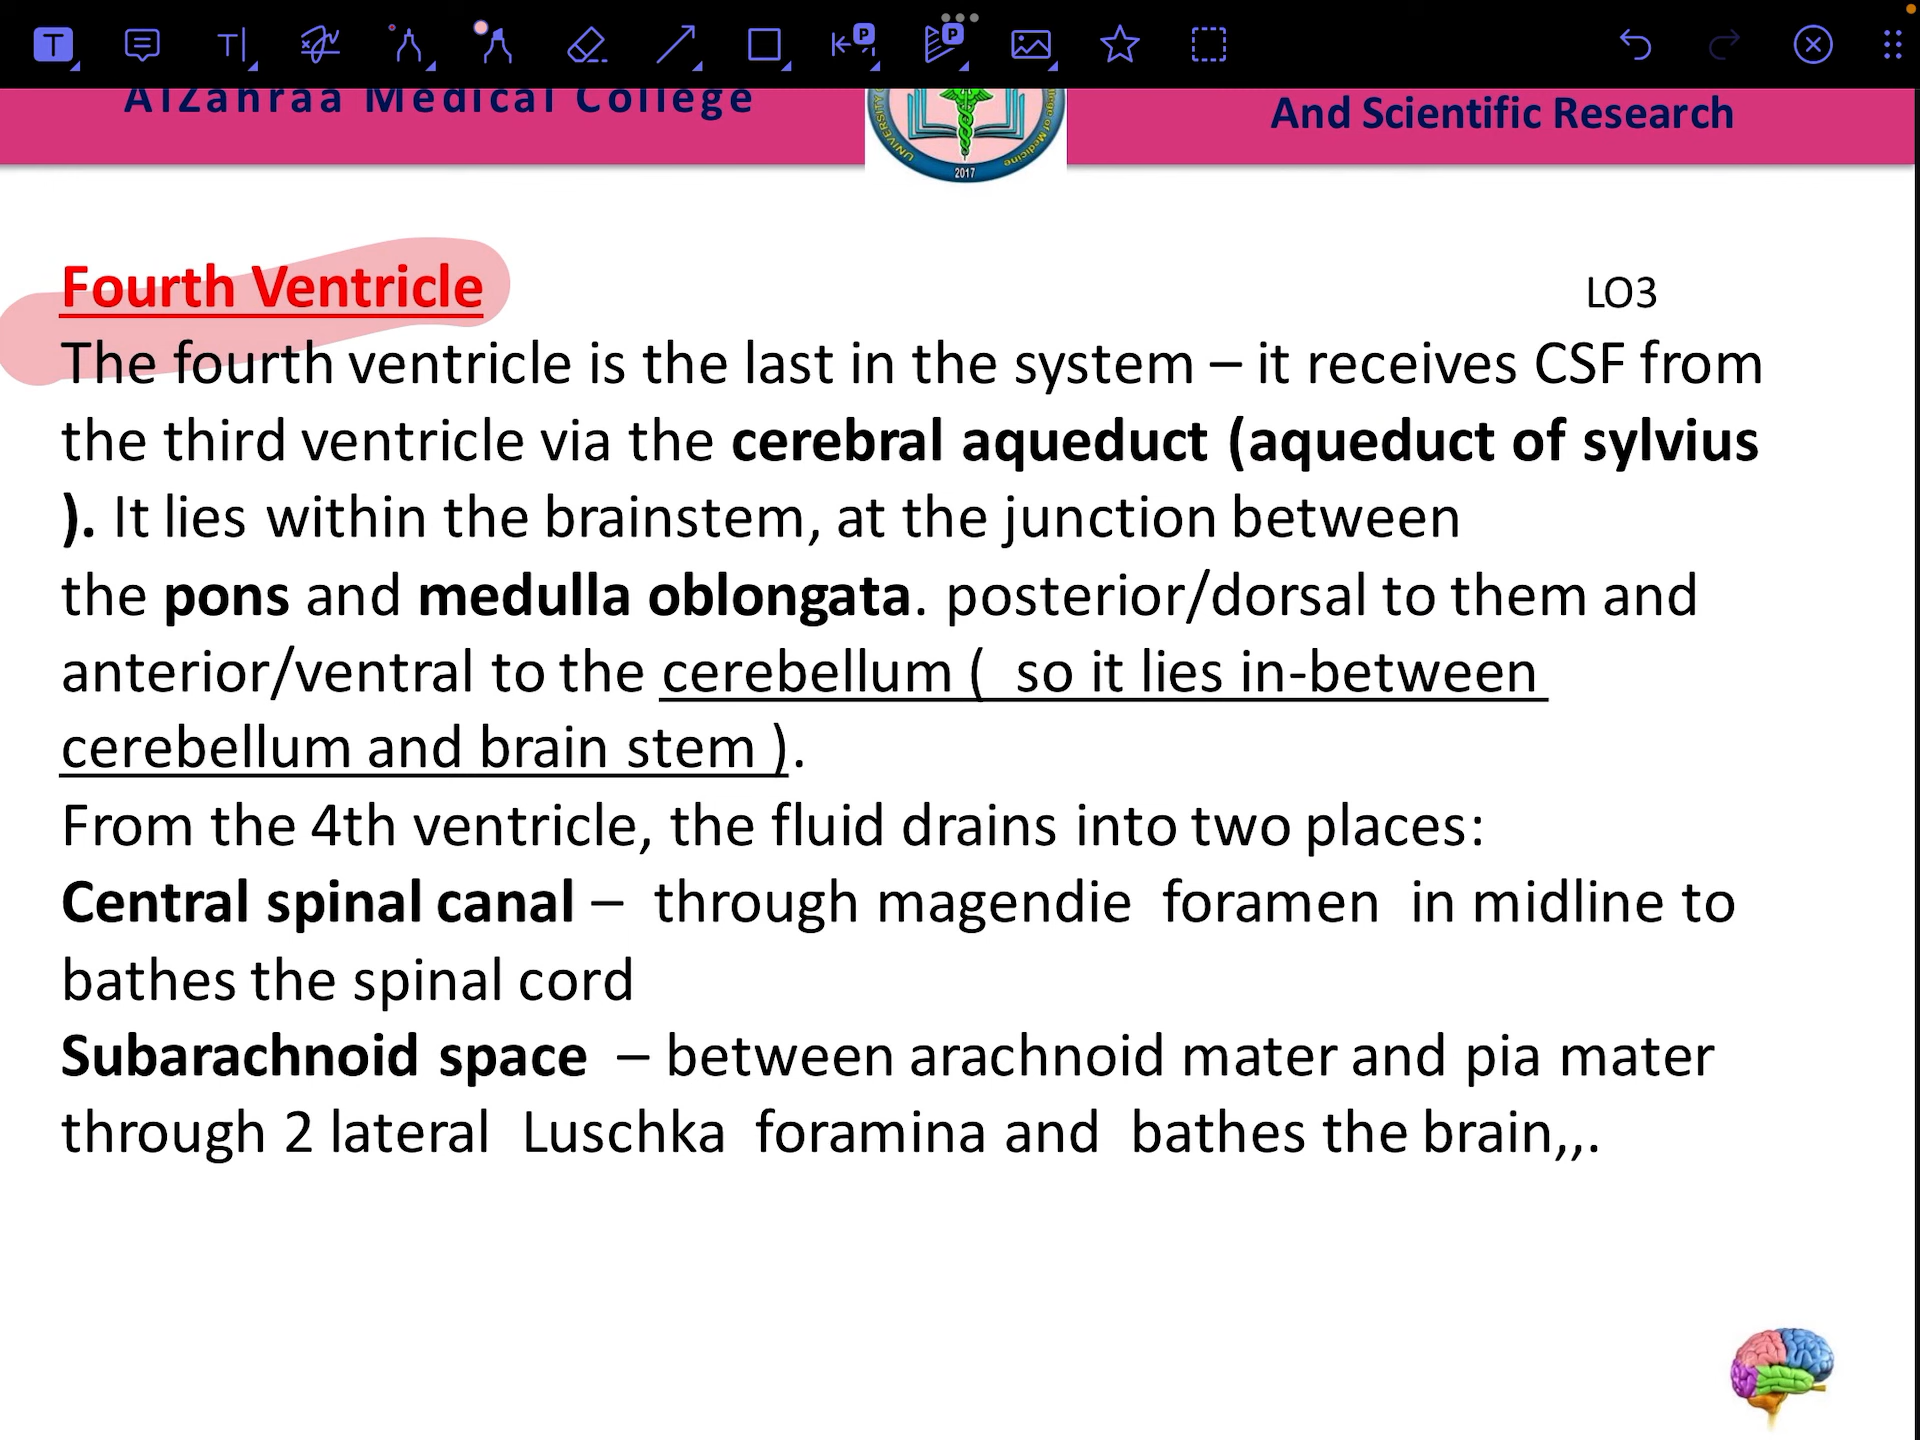 AlZahraa Medical College
And Scientific Research
UNIVERSITY
College of Medicine
2017
Fourth Ventricle
LO3
The fourth ventricle is the last in the system – it receives CSF from
the third ventricle via the cerebral aqueduct (aqueduct of sylvius
). It lies within the brainstem, at the junction between
the pons and medulla oblongata. posterior/dorsal to them and
anterior/ventral to the cerebellum ( so it lies in-between
cerebellum and brain stem ).
From the 4th ventricle, the fluid drains into two places:
Central spinal canal – through magendie foramen in midline to
bathes the spinal cord
Subarachnoid space – between arachnoid mater and pia mater
through 2 lateral Luschka foramina and bathes the brain,,.